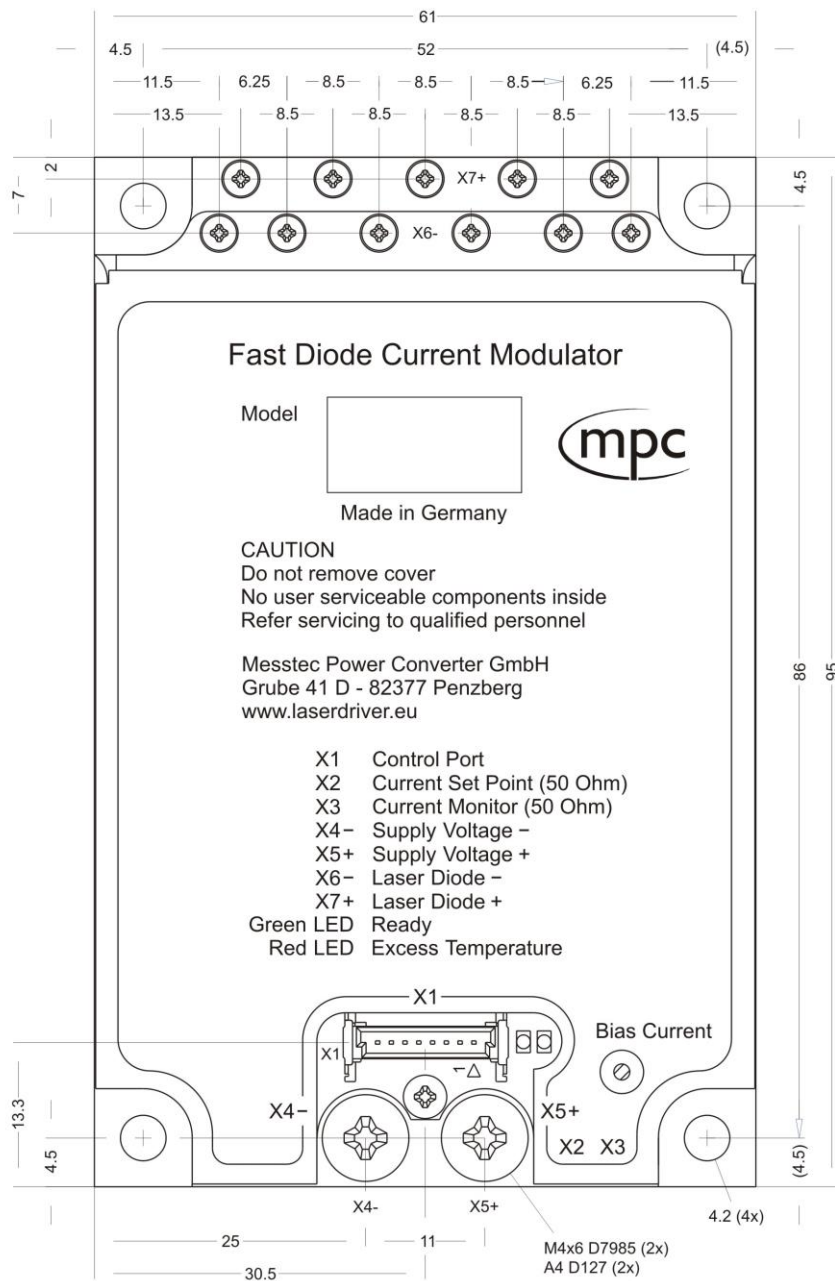 61
4.5 52 (4.5)
11.5 6.25 8.5 8.5 8.5 6.25 11.5
13.5 8.5 8.5 8.5 8.5 13.5
2
7
4.5
X7+
X6-
Fast Diode Current Modulator
Model
mpc
Made in Germany
CAUTION
Do not remove cover
No user serviceable components inside
Refer servicing to qualified personnel
Messtec Power Converter GmbH
Grube 41 D - 82377 Penzberg
www.laserdriver.eu
86
95
X1 Control Port
X2 Current Set Point (50 Ohm)
X3 Current Monitor (50 Ohm)
X4− Supply Voltage −
X5+ Supply Voltage +
X6− Laser Diode −
X7+ Laser Diode +
Green LED Ready
Red LED Excess Temperature
X1
Bias Current
X1
1
13.3
X4− X5+
X2 X3
4.5
(4.5)
X4- X5+
4.2 (4x)
25 11
M4x6 D7985 (2x)
A4 D127 (2x)
30.5